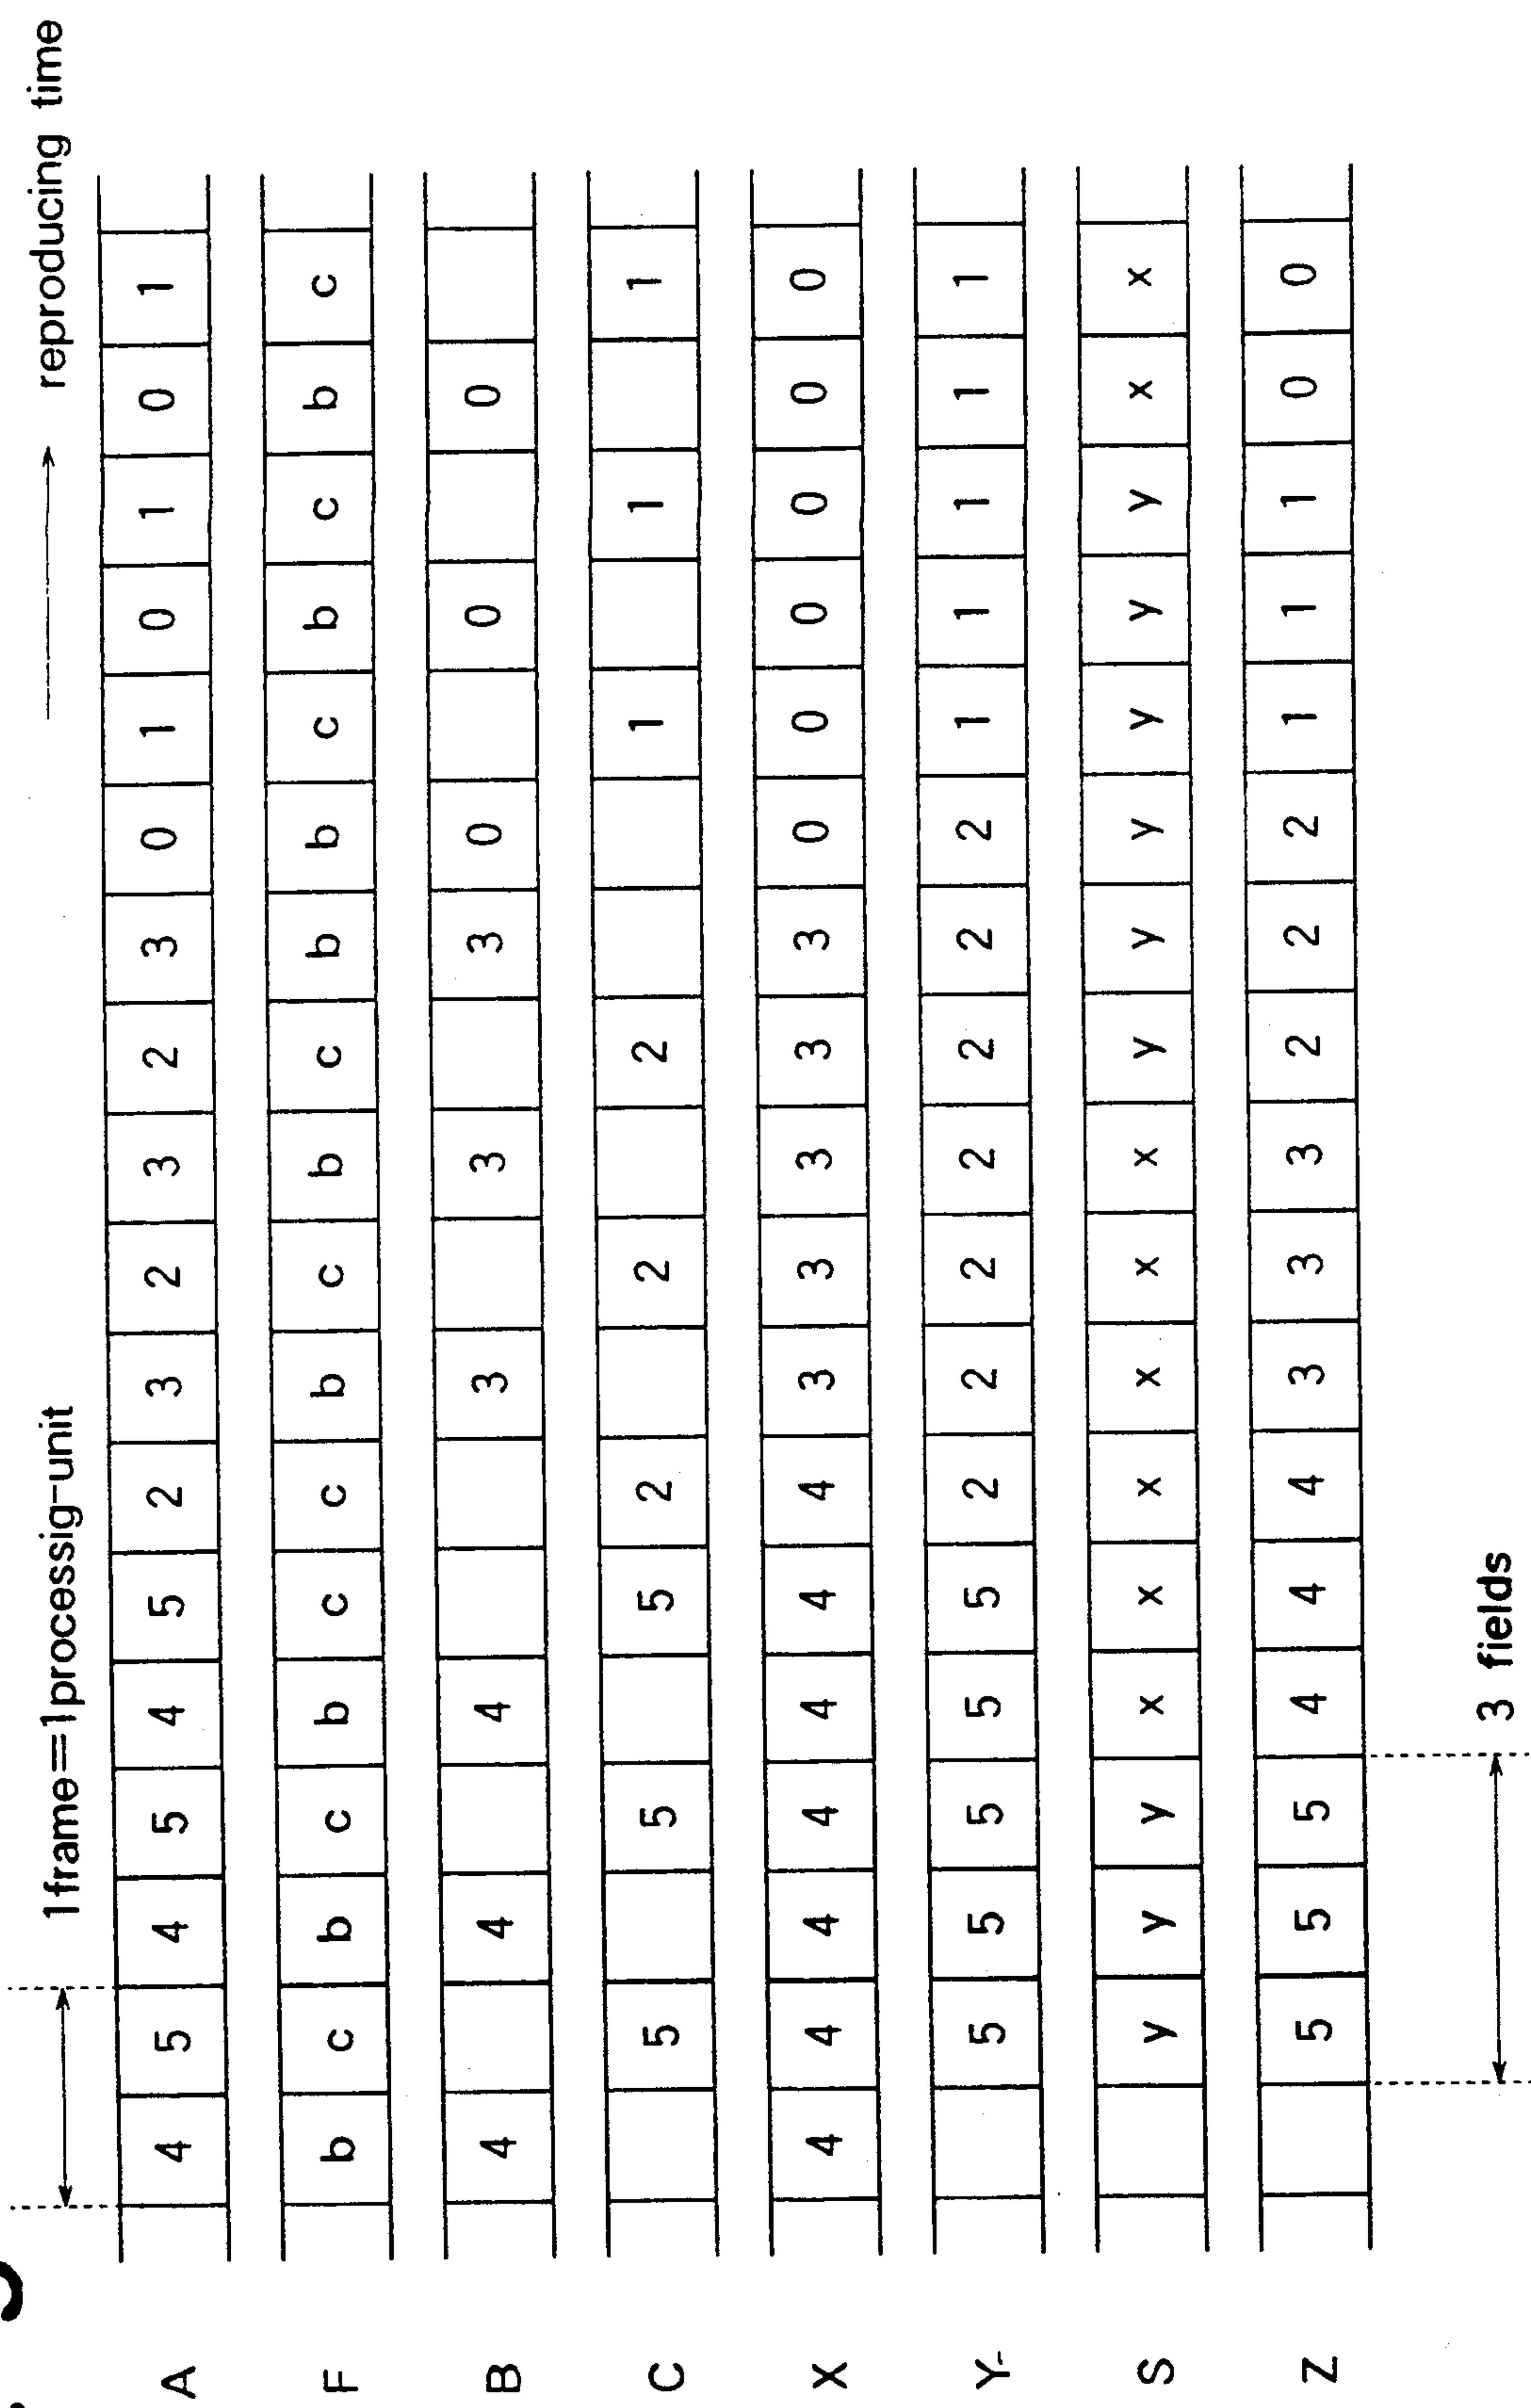 1frame=1processig-unit reproducing time
A 4 5 4 5 4 5 2 3 2 3 2 3 0 1 0 1 0 1
F b c b c b c c b c b c b b c b c b c
B 4 4 4 3 3 3 0 0 0
C 5 5 5 2 2 2 1 1 1
X 4 4 4 4 4 4 4 3 3 3 3 3 0 0 0 0 0 0
Y 5 5 5 5 5 2 2 2 2 2 2 2 1 1 1 1 1
S y y y x x x x x x y y y y y y x x
Z 5 5 5 4 4 4 3 3 3 2 2 2 1 1 1 0 0
3 fields